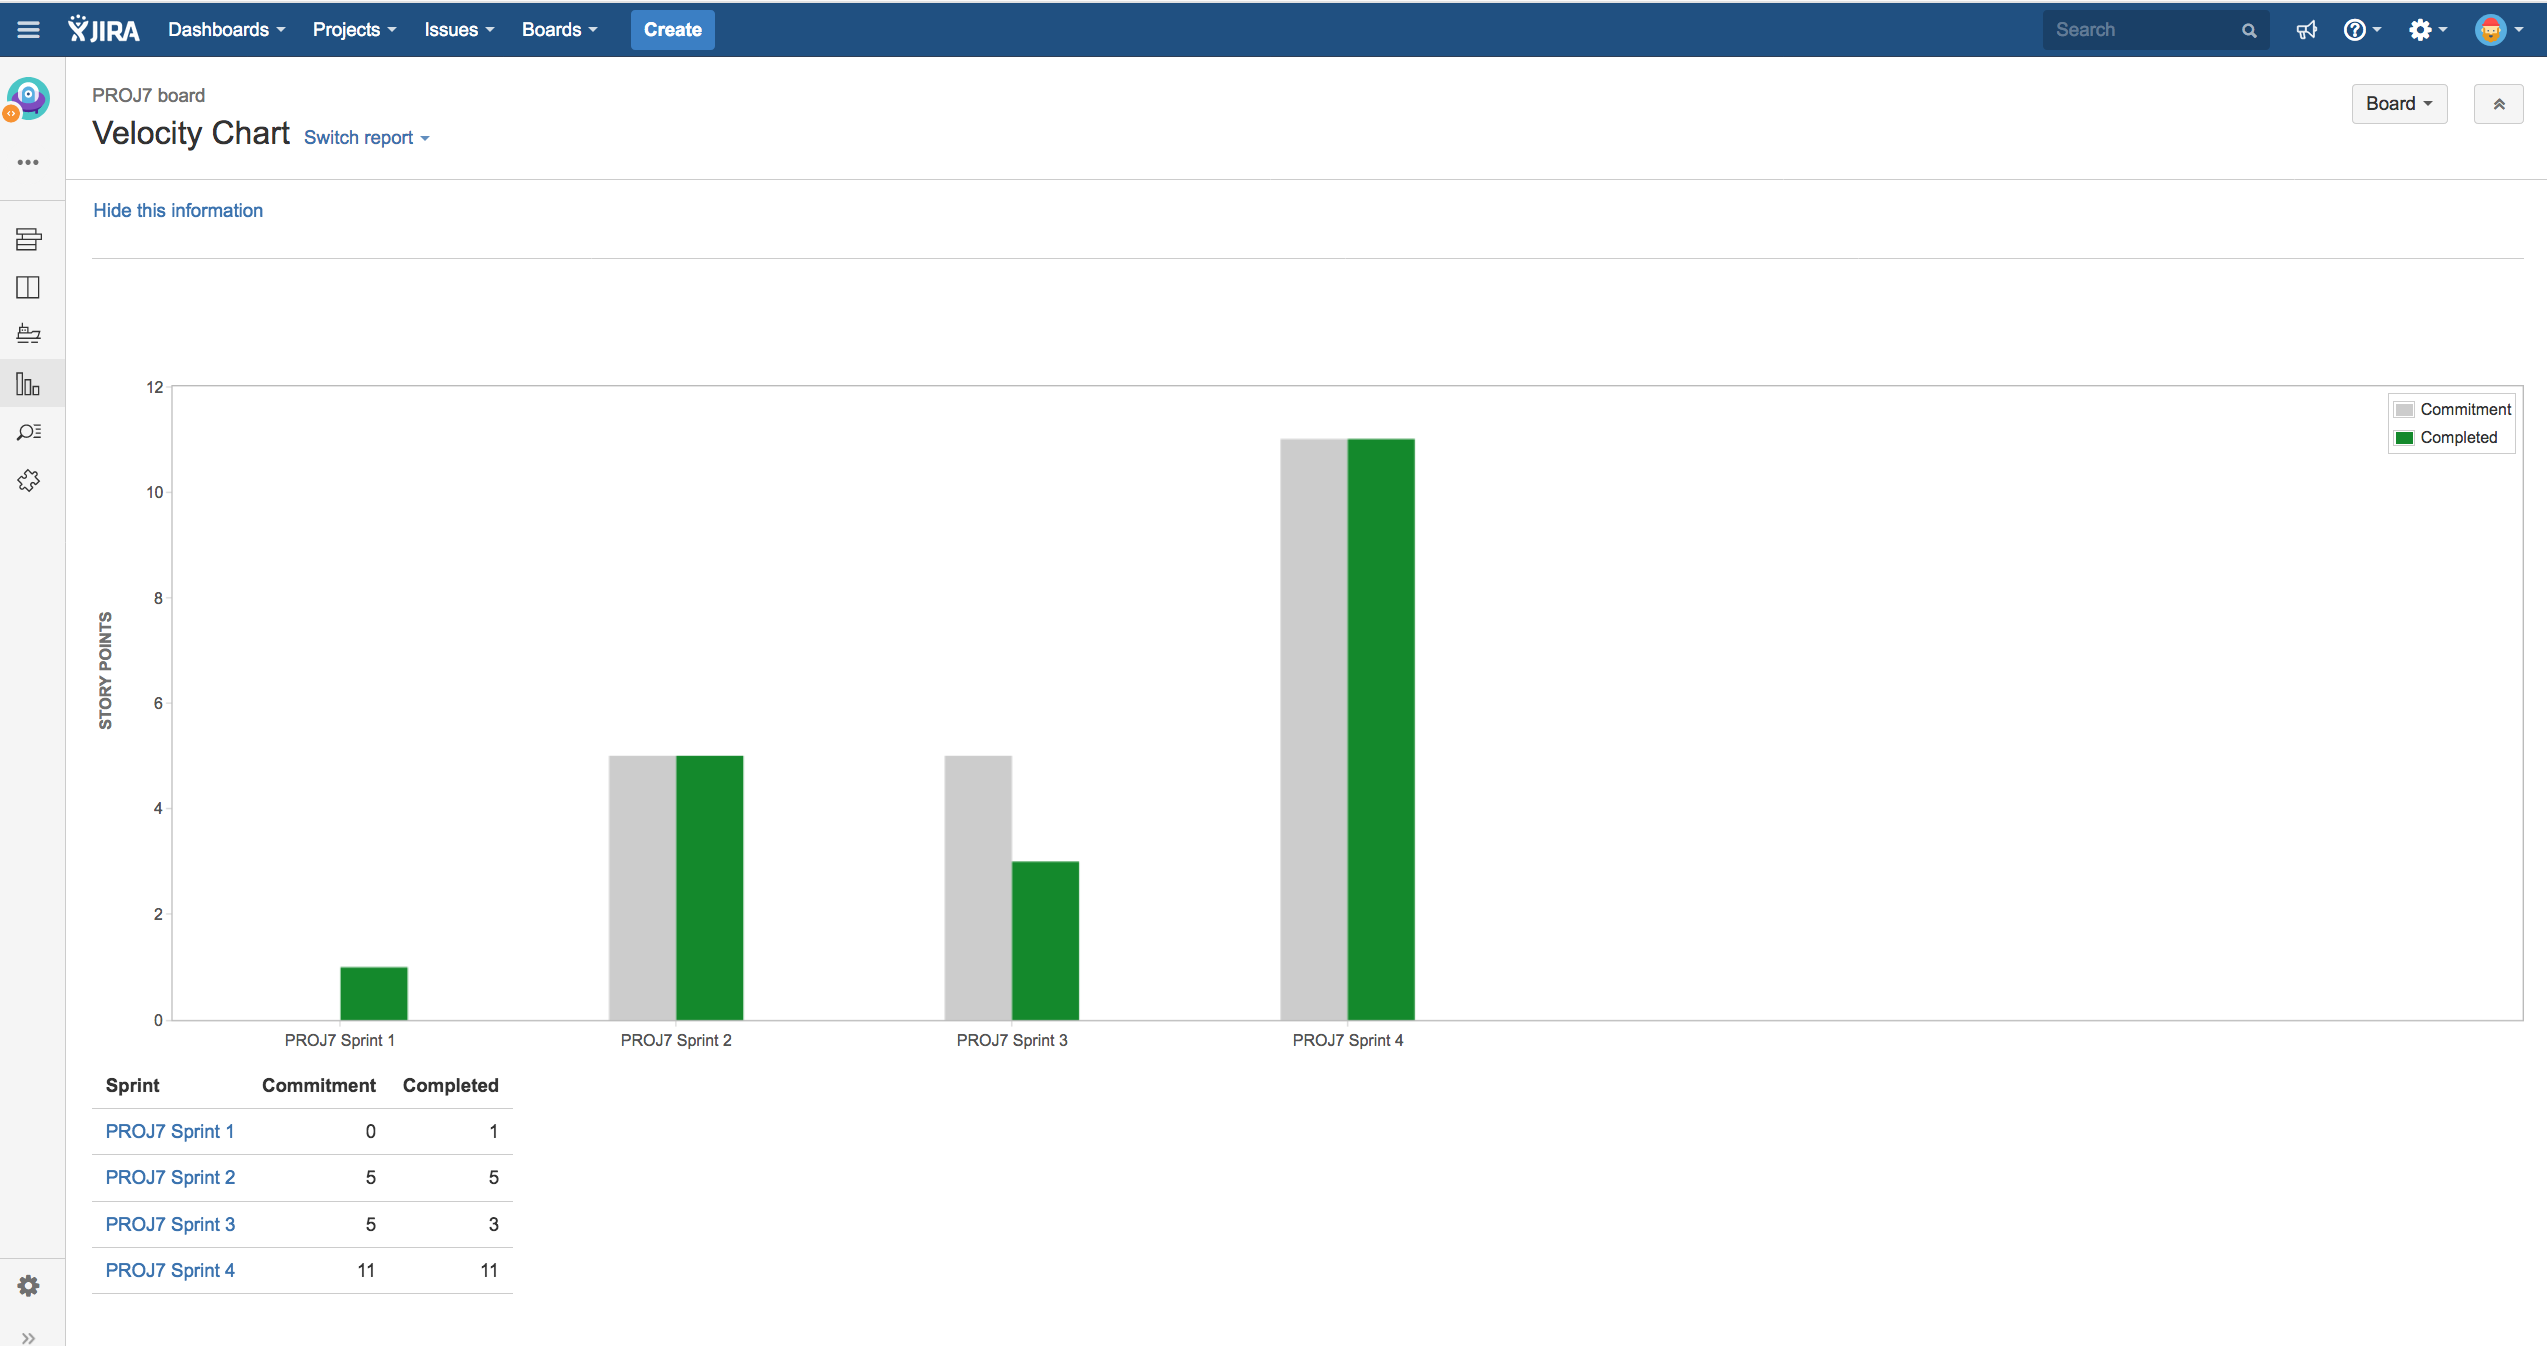 JIRA Dashboards Projects Issues Boards Create Search
PROJ7 board
Velocity Chart Switch report
Board
Hide this information
12
10
8
6
4
2
0
STORY POINTS
Commitment
Completed
PROJ7 Sprint 1 PROJ7 Sprint 2 PROJ7 Sprint 3 PROJ7 Sprint 4
Sprint Commitment Completed
PROJ7 Sprint 1 0 1
PROJ7 Sprint 2 5 5
PROJ7 Sprint 3 5 3
PROJ7 Sprint 4 11 11